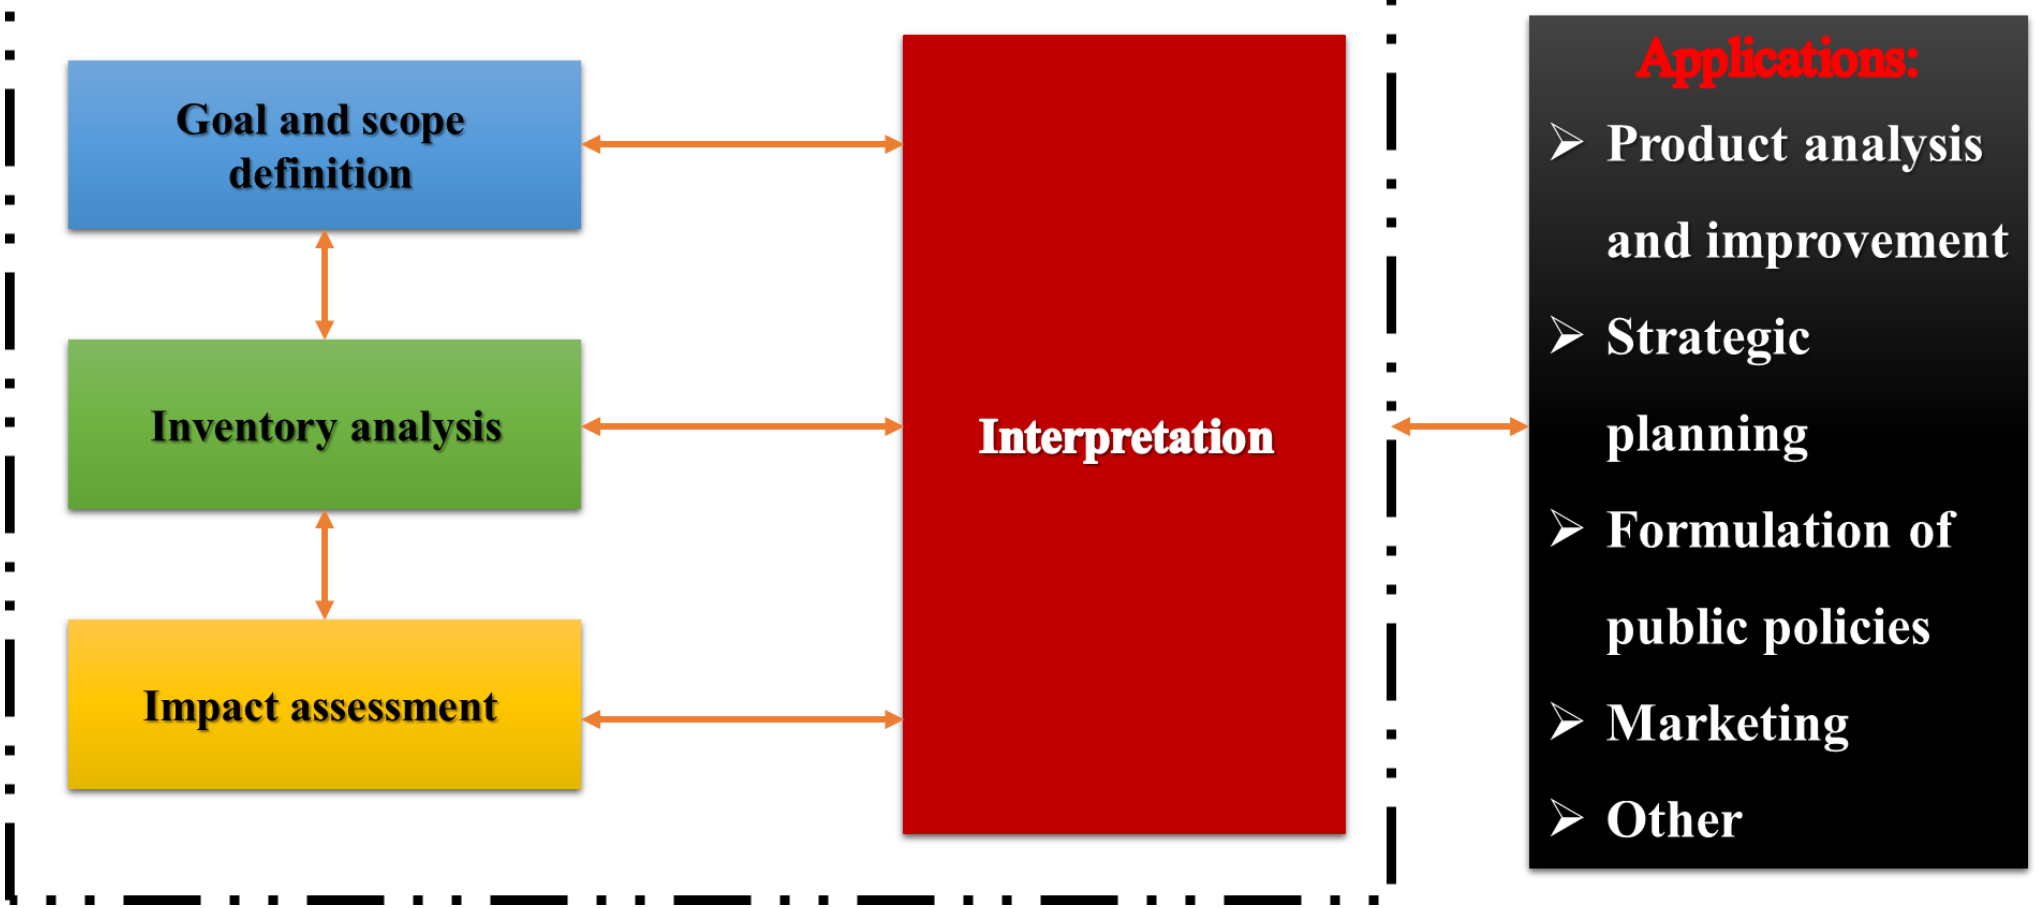 Goal and scope
definition
Inventory analysis
Impact assessment
Interpretation
Applications:
Product analysis
and improvement
Strategic
planning
Formulation of
public policies
Marketing
Other